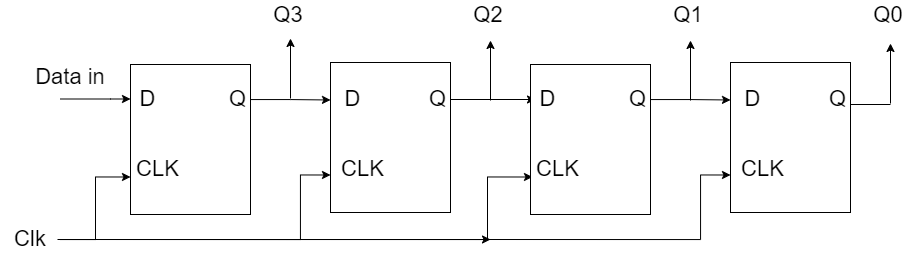 Q3 Q2 Q1 Q0
Data in
D Q D Q D Q D Q
CLK CLK CLK CLK
Clk